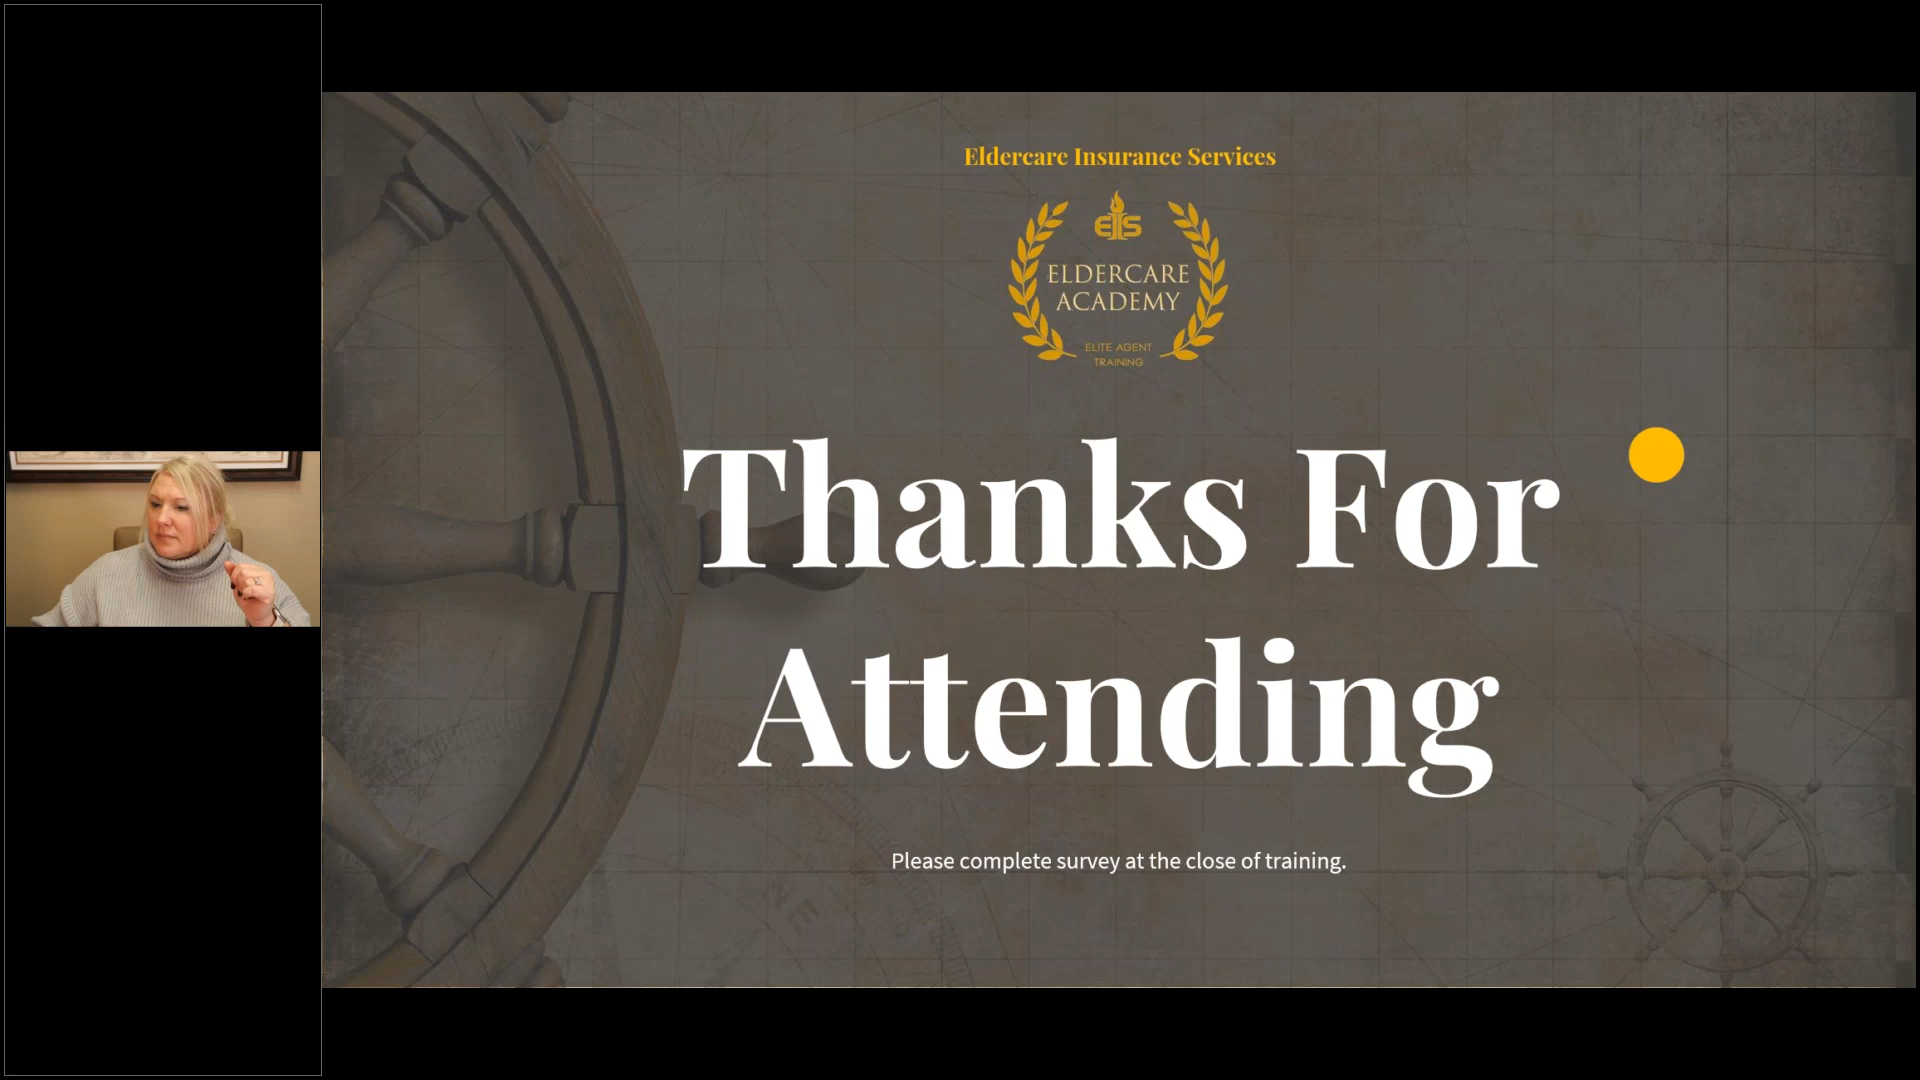 Eldercare Insurance Services
EIS
ELDERCARE
ACADEMY
ELITE AGENT
TRAINING
Thanks For
Attending
Please complete survey at the close of training.